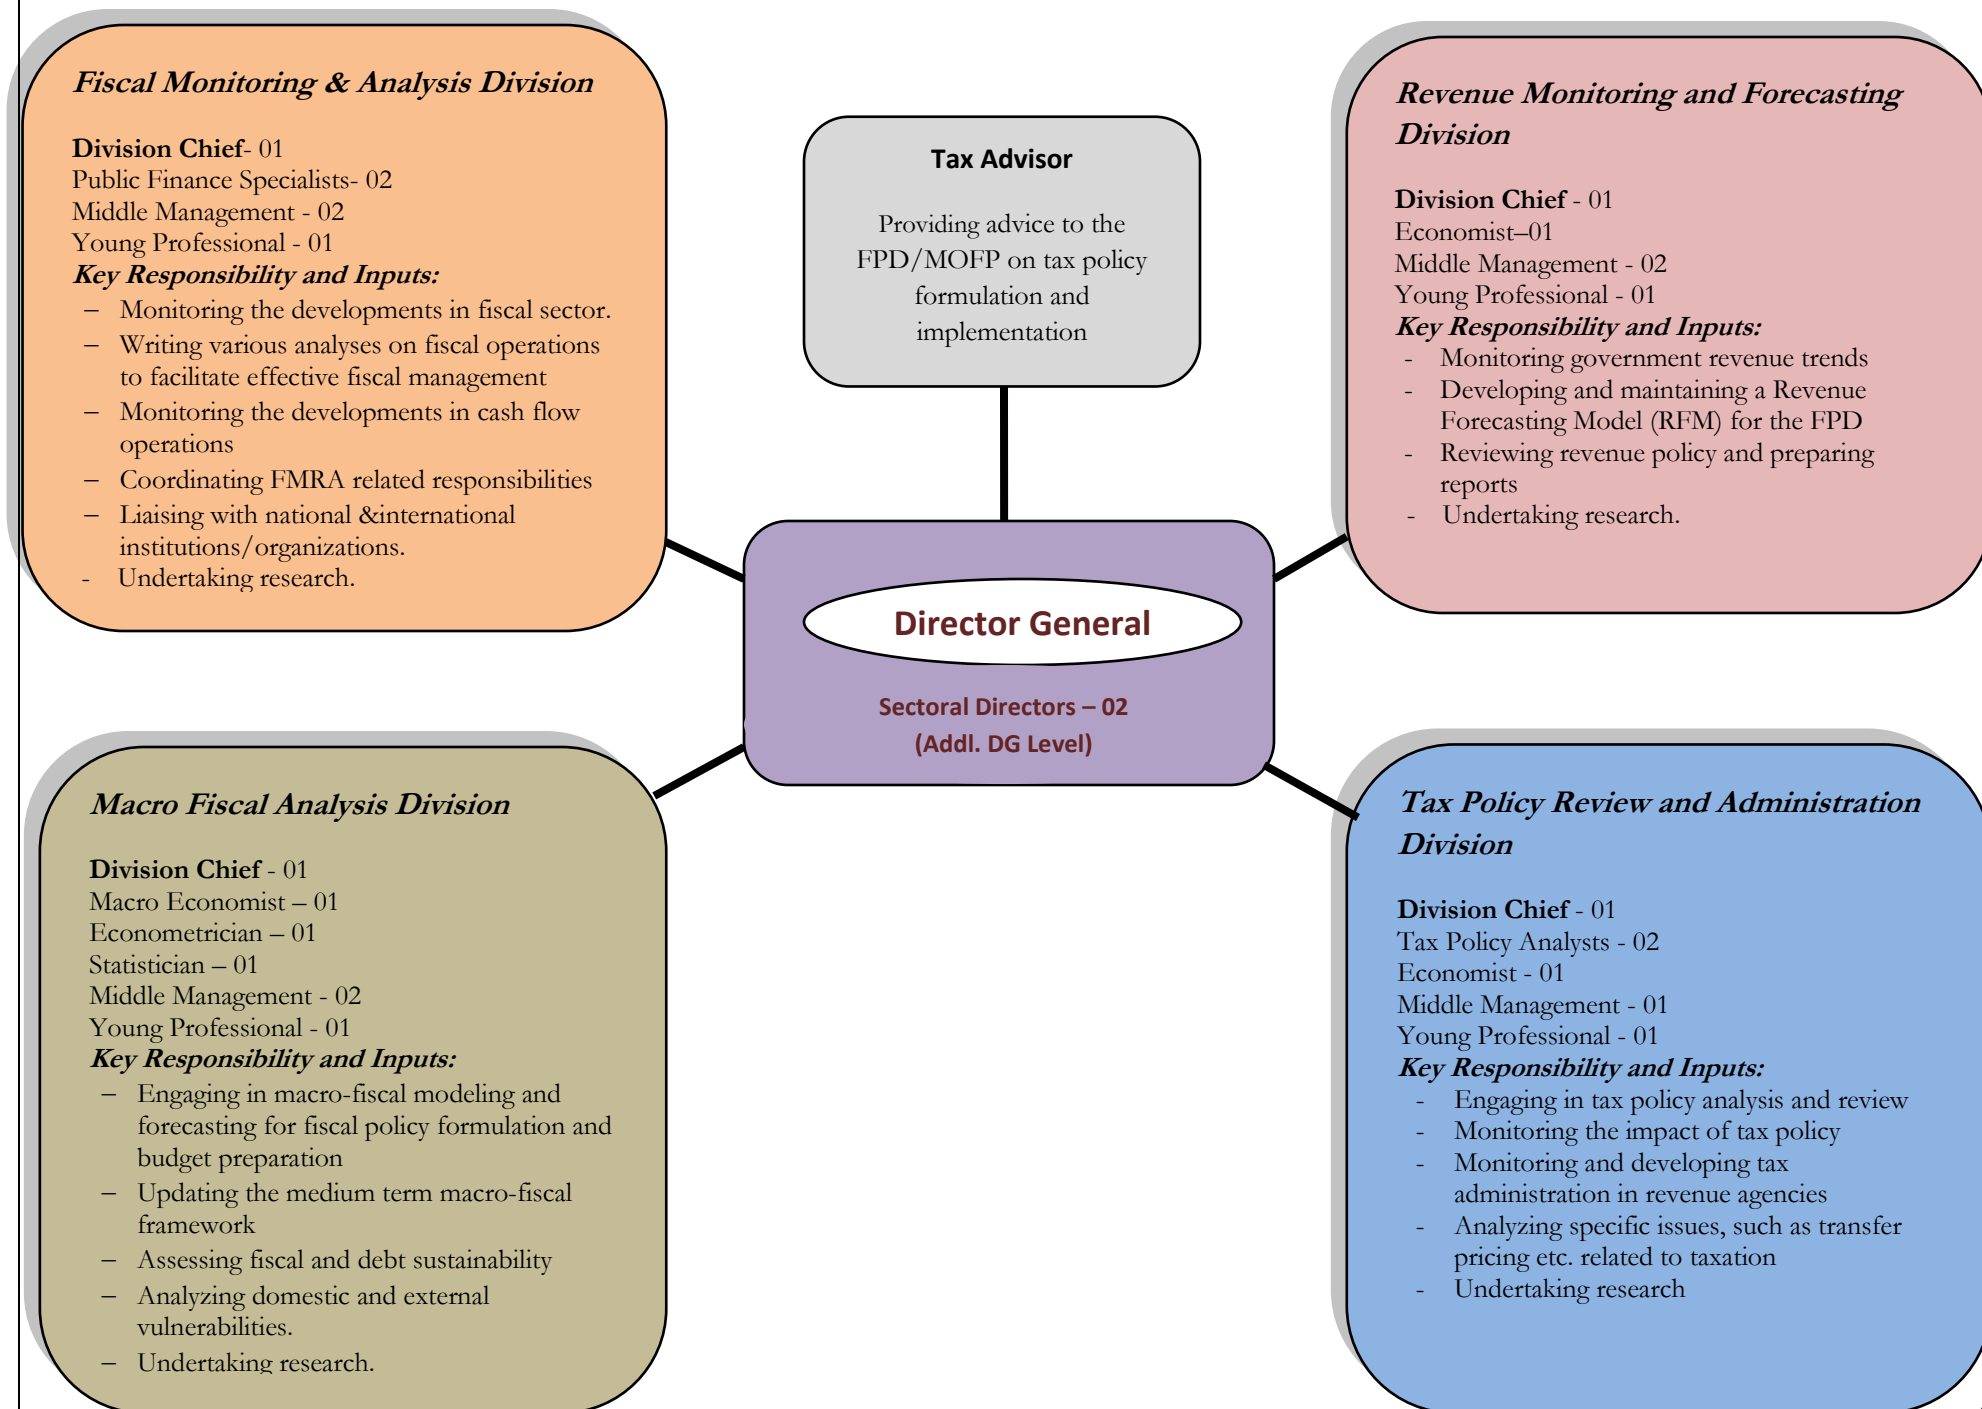 Fiscal Monitoring & Analysis Division
Division Chief- 01
Public Finance Specialists- 02
Middle Management - 02
Young Professional - 01
Key Responsibility and Inputs:
– Monitoring the developments in fiscal sector.
– Writing various analyses on fiscal operations
to facilitate effective fiscal management
– Monitoring the developments in cash flow
operations
– Coordinating FMRA related responsibilities
– Liaising with national &international
institutions/organizations.
- Undertaking research.
Tax Advisor
Providing advice to the
FPD/MOFP on tax policy
formulation and
implementation
Revenue Monitoring and Forecasting
Division
Division Chief - 01
Economist–01
Middle Management - 02
Young Professional - 01
Key Responsibility and Inputs:
- Monitoring government revenue trends
- Developing and maintaining a Revenue
Forecasting Model (RFM) for the FPD
- Reviewing revenue policy and preparing
reports
- Undertaking research.
Director General
Sectoral Directors – 02
(Addl. DG Level)
Macro Fiscal Analysis Division
Division Chief - 01
Macro Economist – 01
Econometrician – 01
Statistician – 01
Middle Management - 02
Young Professional - 01
Key Responsibility and Inputs:
– Engaging in macro-fiscal modeling and
forecasting for fiscal policy formulation and
budget preparation
– Updating the medium term macro-fiscal
framework
– Assessing fiscal and debt sustainability
– Analyzing domestic and external
vulnerabilities.
– Undertaking research.
Tax Policy Review and Administration
Division
Division Chief - 01
Tax Policy Analysts - 02
Economist - 01
Middle Management - 01
Young Professional - 01
Key Responsibility and Inputs:
- Engaging in tax policy analysis and review
- Monitoring the impact of tax policy
- Monitoring and developing tax
administration in revenue agencies
- Analyzing specific issues, such as transfer
pricing etc. related to taxation
- Undertaking research